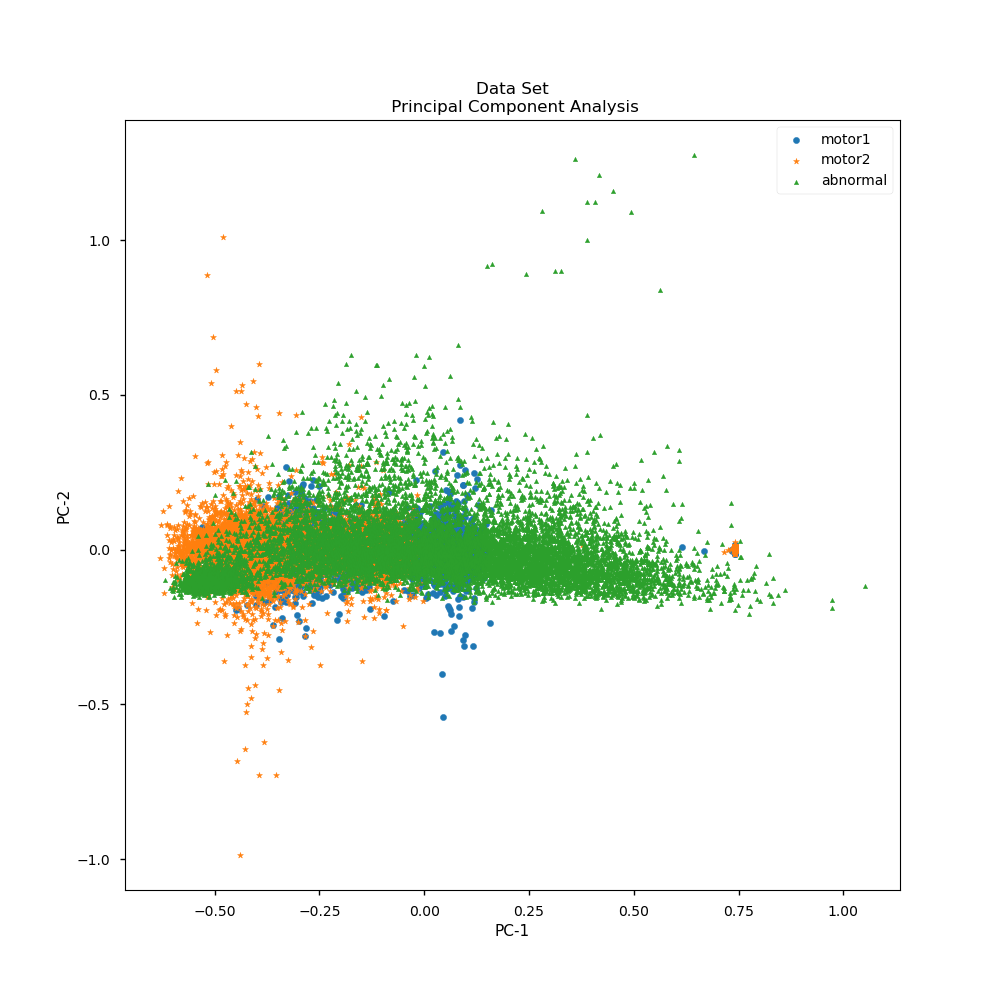 Data Set
Principal Component Analysis
motor1
motor2
abnormal
PC-2
1.0
0.5
0.0
−0.5
−1.0
−0.50
−0.25
0.00
0.25
0.50
0.75
1.00
PC-1